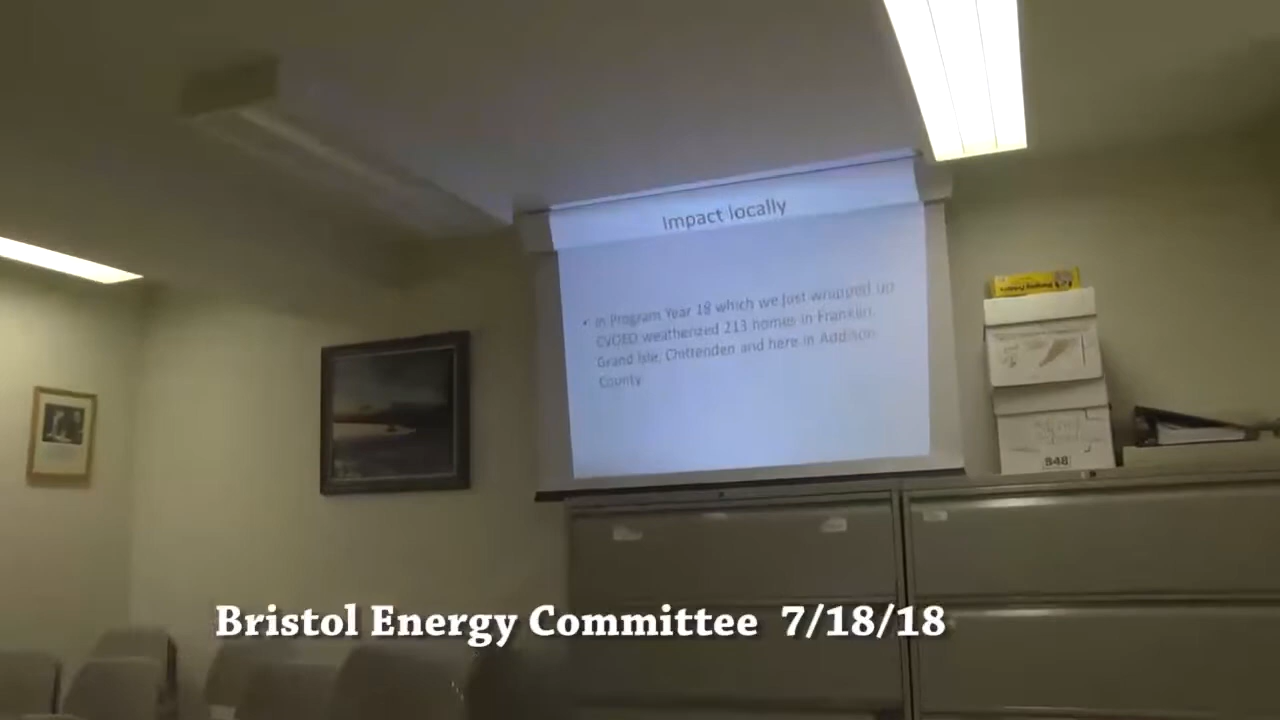 Impact locally
• In Program Year 18 which we just wrapped up
CVOEO weatherized 213 homes in Franklin,
Grand Isle, Chittenden and here in Addison
County
848
Bristol Energy Committee 7/18/18